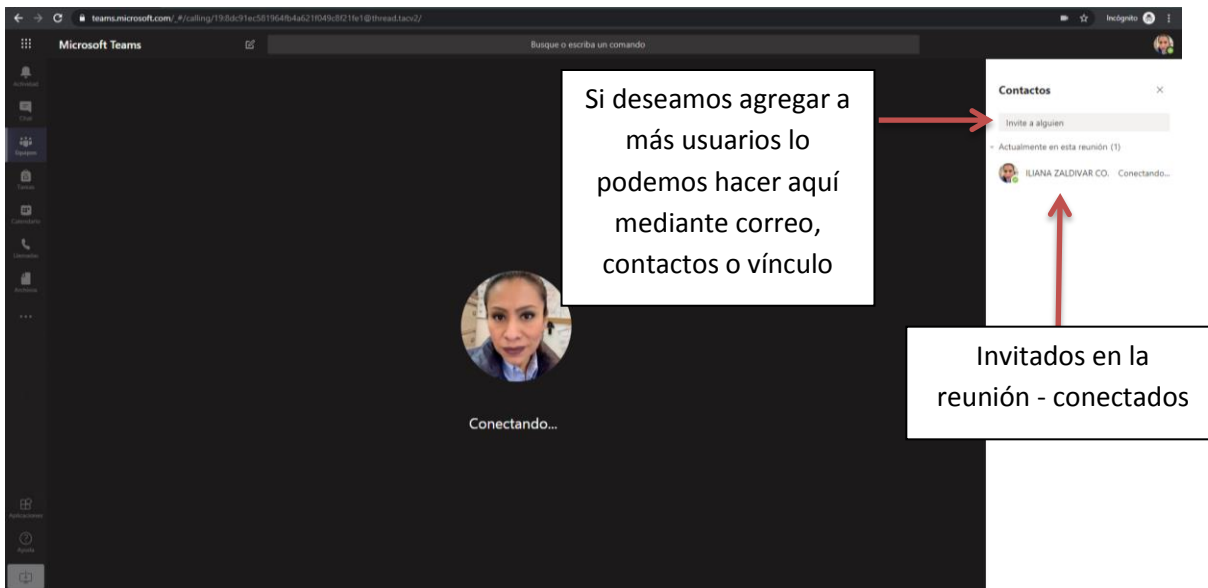 teams.microsoft.com/_#/calling/19:8dc91ec581964fb4a621f049c8f21fe1@thread.tacv2/
Incógnito
Microsoft Teams
Busque o escriba un comando
Actividad
Chat
Equipos
Tareas
Calendario
Llamadas
Archivos
Si deseamos agregar a
más usuarios lo
podemos hacer aquí
mediante correo,
contactos o vínculo
Contactos
Invite a alguien
Actualmente en esta reunión (1)
ILIANA ZALDIVAR CO. Conectando...
Invitados en la
reunión - conectados
Conectando...
Aplicaciones
Ayuda